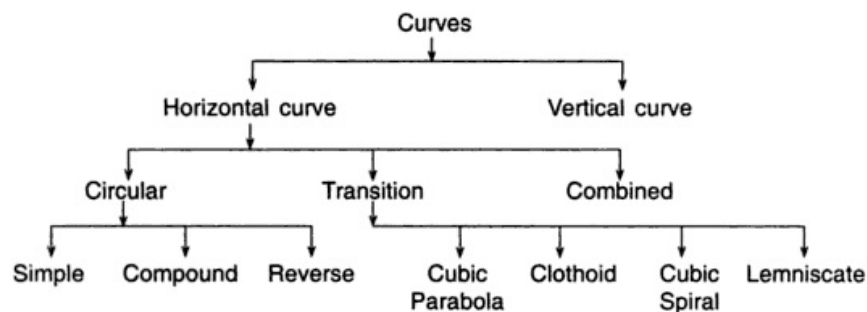 Curves
Horizontal curve Vertical curve
Circular Transition Combined
Simple Compound Reverse Cubic Parabola Clothoid Cubic Spiral Lemniscate